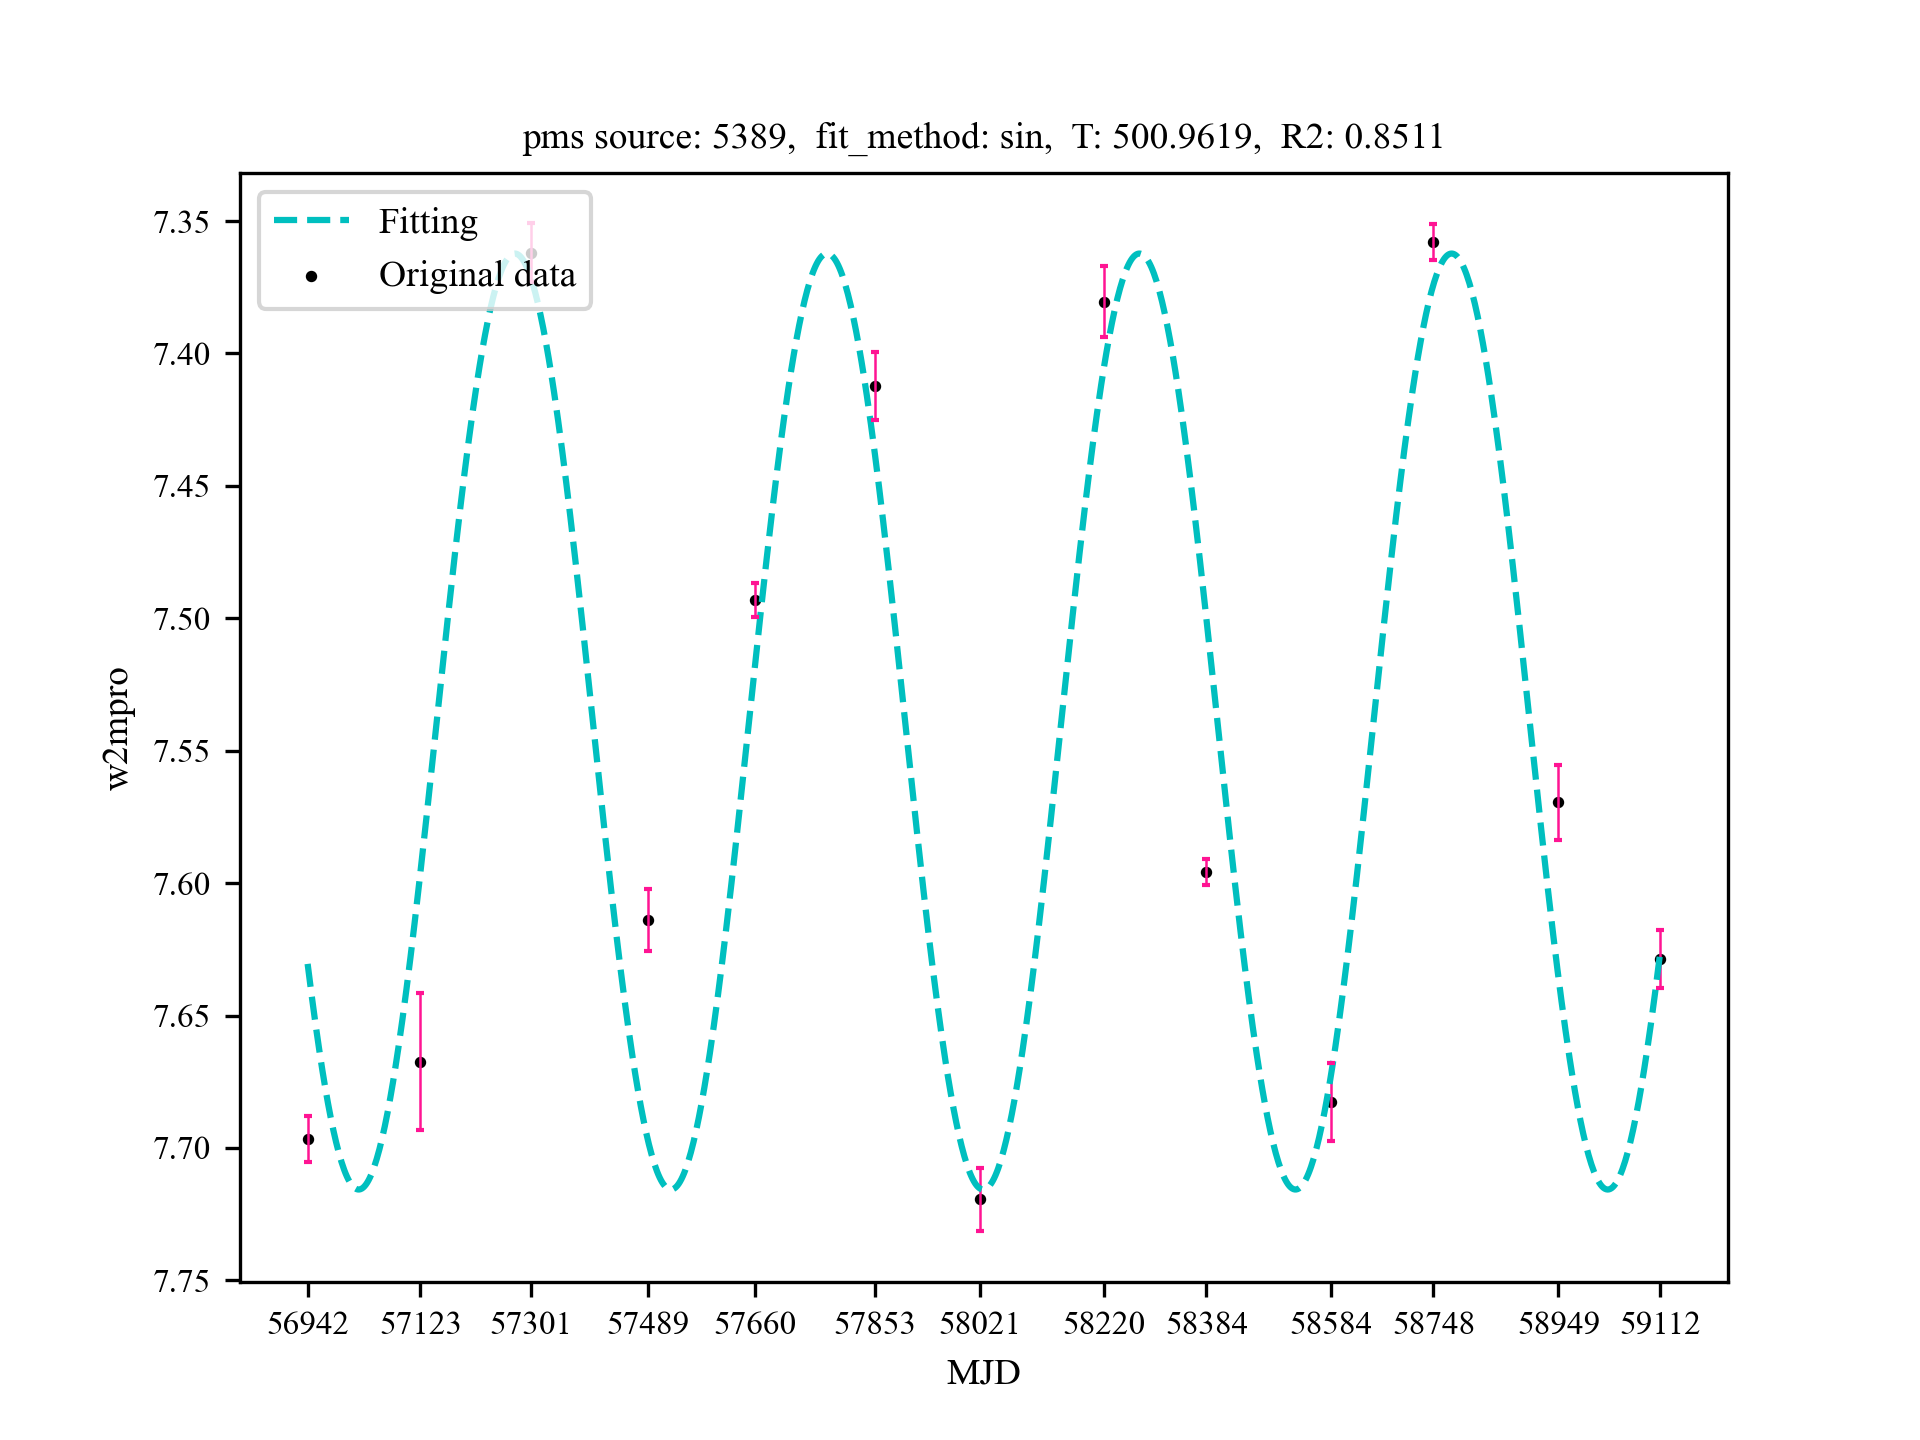 pms source: 5389,  fit_method: sin,  T: 500.9619,  R2: 0.8511
Fitting
Original data
7.35
7.40
7.45
7.50
7.55
7.60
7.65
7.70
7.75
w2mpro
56942 57123 57301 57489 57660 57853 58021 58220 58384 58584 58748 58949 59112
MJD